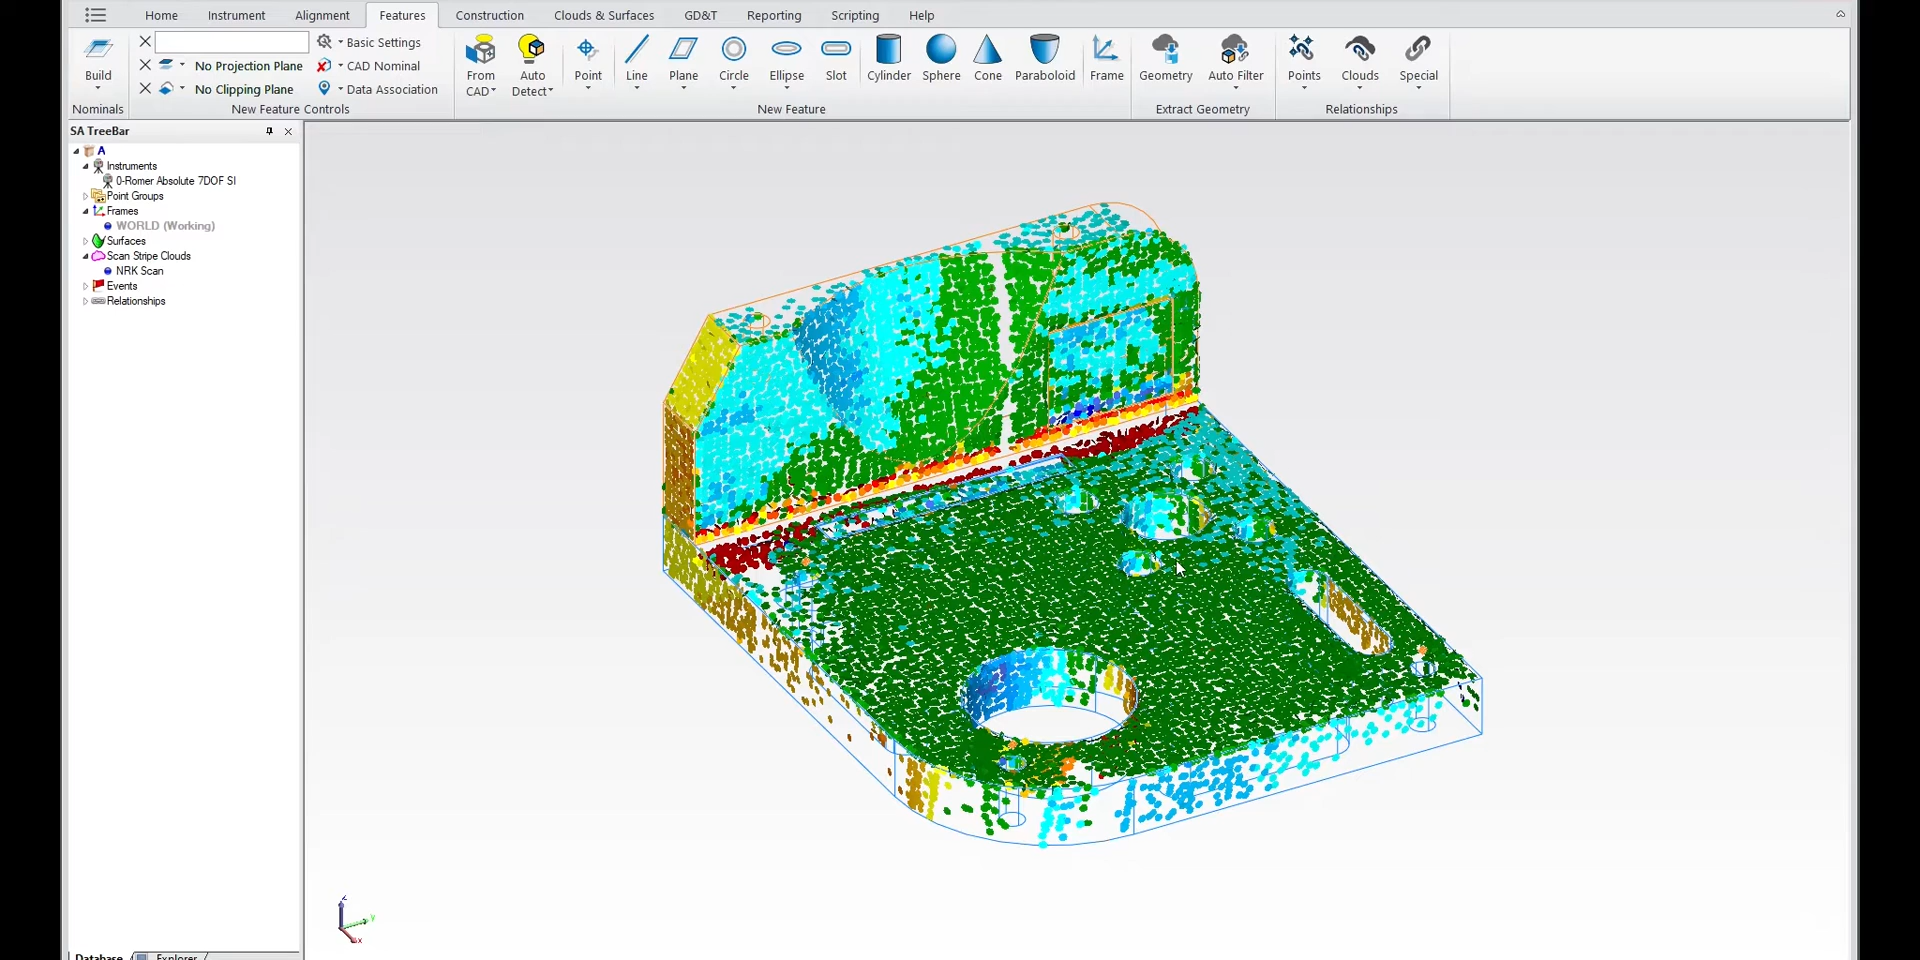 Home Instrument Alignment Features Construction Clouds & Surfaces GD&T Reporting Scripting Help
Build
Nominals
Basic Settings
No Projection Plane CAD Nominal
No Clipping Plane Data Association
New Feature Controls
From CAD
Auto Detect
Point
Line
Plane
Circle
Ellipse
Slot
Cylinder
Sphere
Cone
Paraboloid
Frame
New Feature
Geometry
Auto Filter
Extract Geometry
Points
Clouds
Special
Relationships
SA TreeBar
A
Instruments
0-Romer Absolute 7DOF SI
Point Groups
Frames
WORLD (Working)
Surfaces
Scan Stripe Clouds
NRK Scan
Events
Relationships
z
y
x
Database Explorer